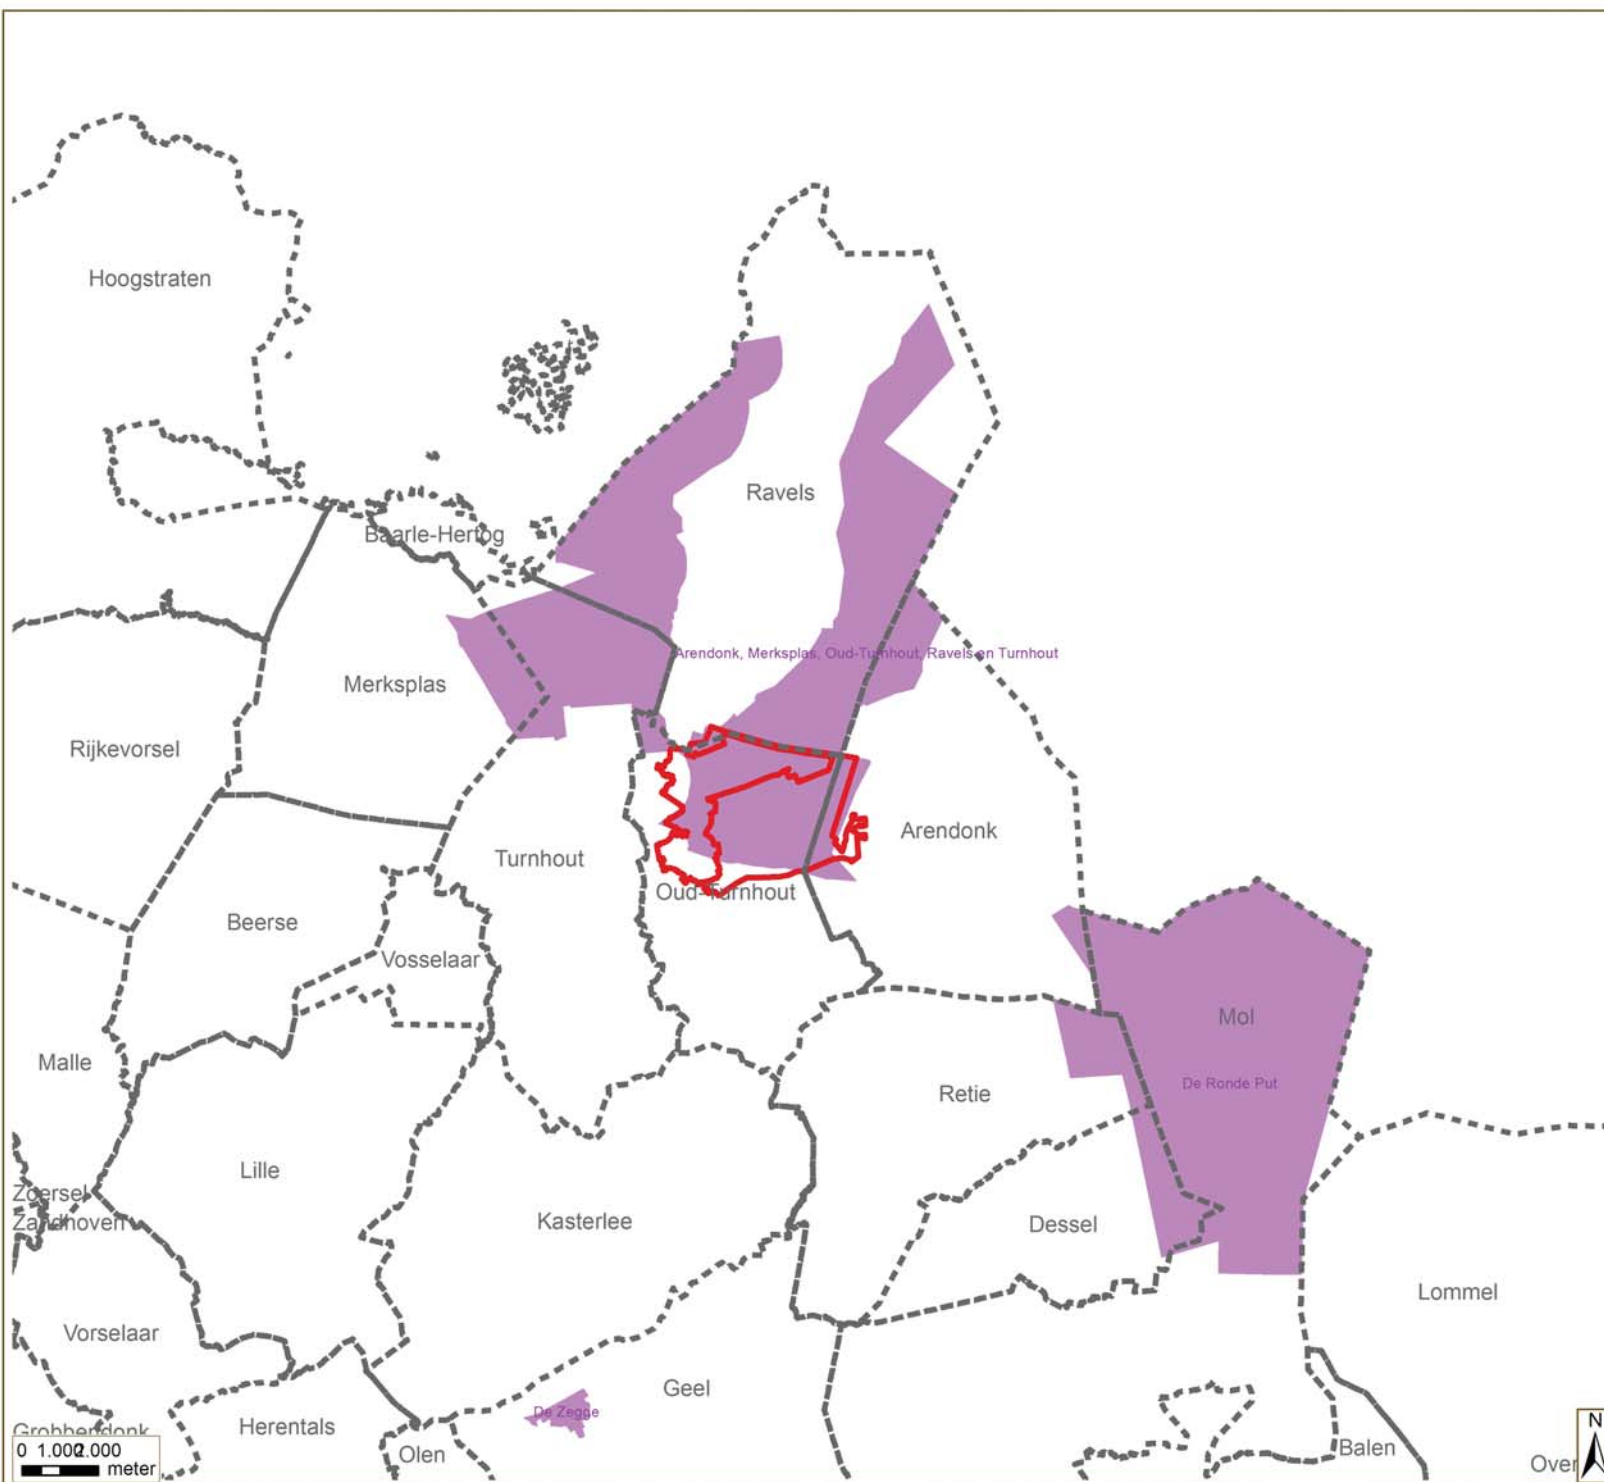 Hoogstraten
Ravels
Baarle-Hertog
Arendonk, Merksplas, Oud-Turnhout, Ravels en Turnhout
Merksplas
Rijkevorsel
Arendonk
Turnhout
Oud-Turnhout
Beerse
Vosselaar
Mol
Malle
De Ronde Put
Retie
Lille
Zoersel
Zandhoven
Kasterlee
Dessel
Lommel
Vorselaar
Geel
De Zegge
Herentals
Grobbendonk
Olen
Balen
Over
N
0 1.000 2.000
meter